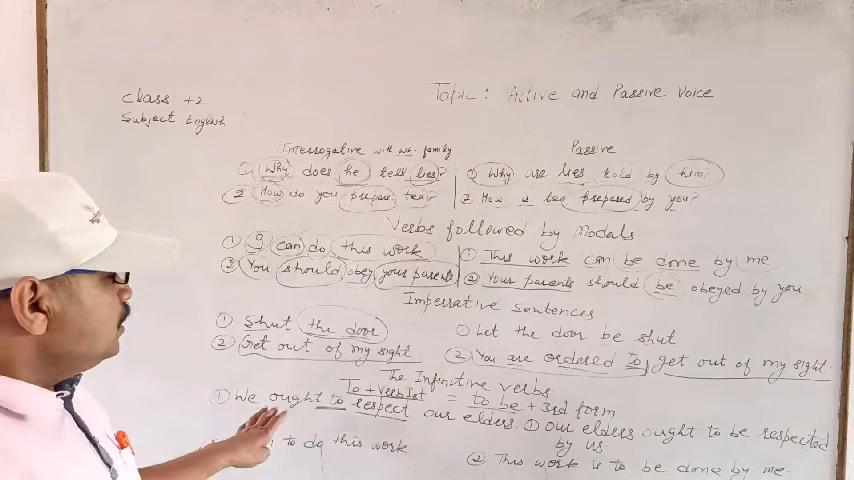 Class +2
Subject English
Topic: Active and Passive Voice
Interrogative with wh- family
① Why does he tell lies?
② How do you prepare tea?
Passive
① Why are lies told by him?
② How is tea prepared by you?
Verbs followed by Modals
① I can do this work
② You should obey your parents
① This work can be done by me
② Your parents should be obeyed by you
Imperative Sentences
① Shut the door
② Get out of my sight
① Let the door be shut
② You are ordered to, get out of my sight.
The Infinitive verbs
To + verb Ist = to be + 3rd form
① We ought to respect our elders.
① Our elders ought to be respected
by us.
to do this work
② This work is to be done by me.